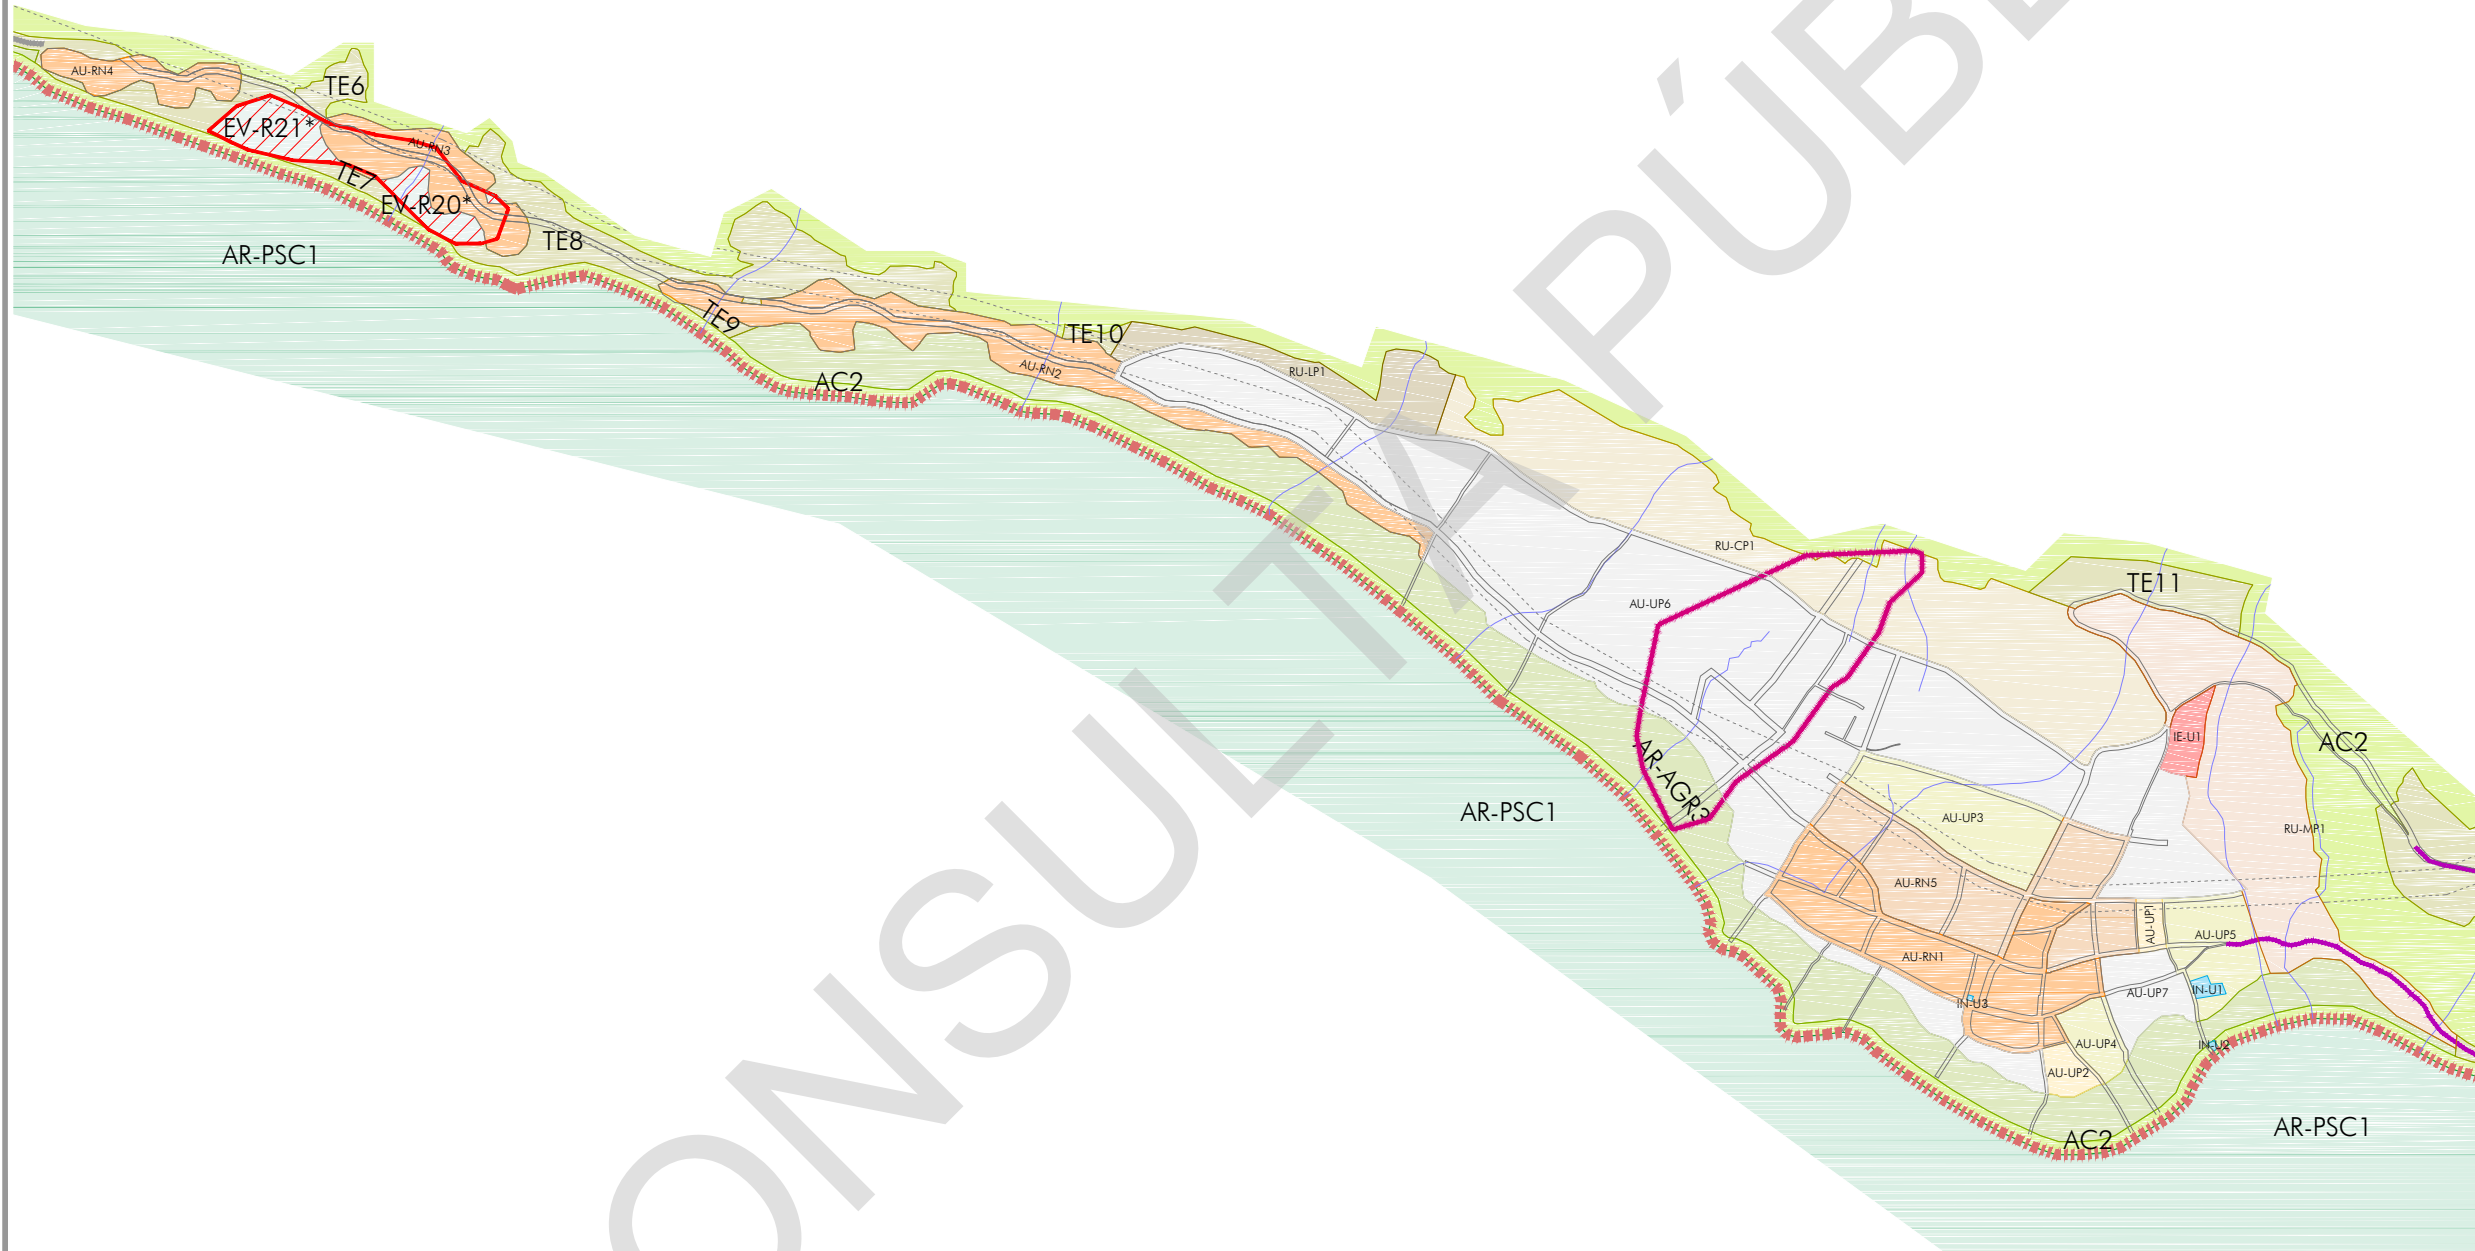 AU-RN4
TE6
EV-R21*
AU-RN3
TE7
EV-R20*
TE8
AR-PSC1
TE9
TE10
AU-RN2
AC2
RU-LP1
RU-CP1
AU-UP6
TE11
IE-U1
AC2
AR-AGR3
AR-PSC1
AU-UP3
RU-MP1
AU-RN5
AU-UP1
AU-UP5
AU-RN1
IN-U3
AU-UP7
IN-U1
AU-UP4
IN-U2
AU-UP2
AC2
AR-PSC1
ONSULTA PÚB